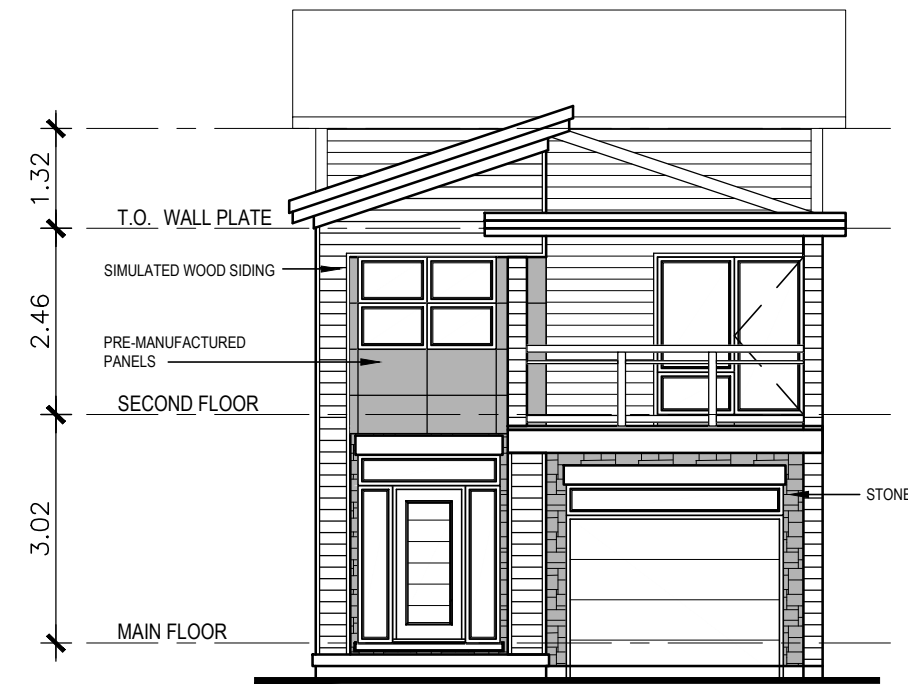 1.32
T.O. WALL PLATE
SIMULATED WOOD SIDING
2.46
PRE-MANUFACTURED
PANELS
SECOND FLOOR
STONE
3.02
MAIN FLOOR